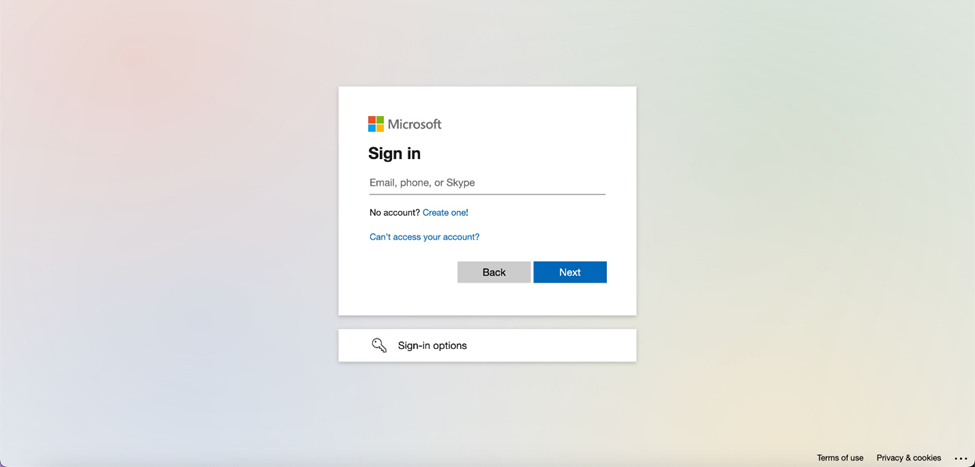 Microsoft
Sign in
Email, phone, or Skype
No account? Create one!
Can't access your account?
Back Next
Sign-in options
Terms of use Privacy & cookies ...